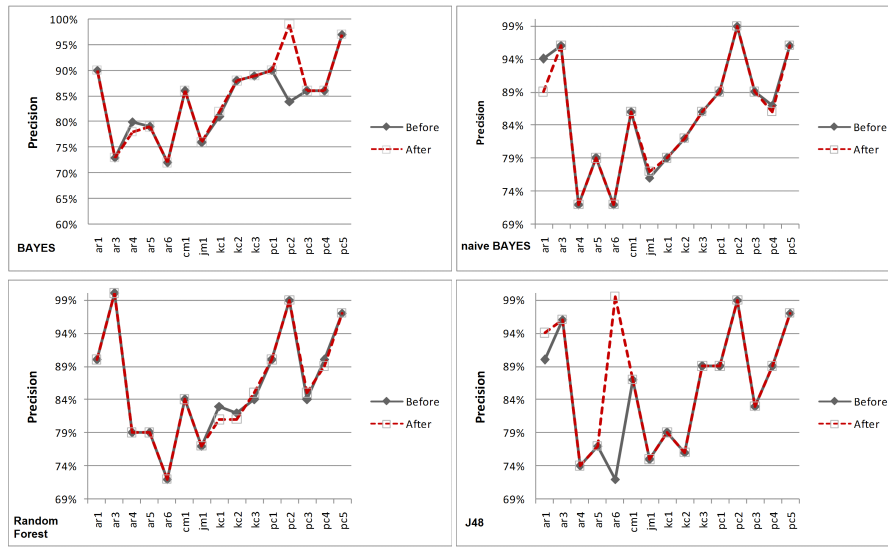 100%
95%
90%
85%
80%
75%
70%
65%
60%
Precision
ar1
ar3
ar4
ar5
ar6
cm1
jm1
kc1
kc2
kc3
pc1
pc2
pc3
pc4
pc5
Before
After
BAYES
99%
94%
89%
84%
79%
74%
69%
Precision
ar1
ar3
ar4
ar5
ar6
cm1
jm1
kc1
kc2
kc3
pc1
pc2
pc3
pc4
pc5
Before
After
naive BAYES
99%
94%
89%
84%
79%
74%
69%
Precision
ar1
ar3
ar4
ar5
ar6
cm1
jm1
kc1
kc2
kc3
pc1
pc2
pc3
pc4
pc5
Before
After
Random
Forest
99%
94%
89%
84%
79%
74%
69%
Precision
ar1
ar3
ar4
ar5
ar6
cm1
jm1
kc1
kc2
kc3
pc1
pc2
pc3
pc4
pc5
Before
After
J48